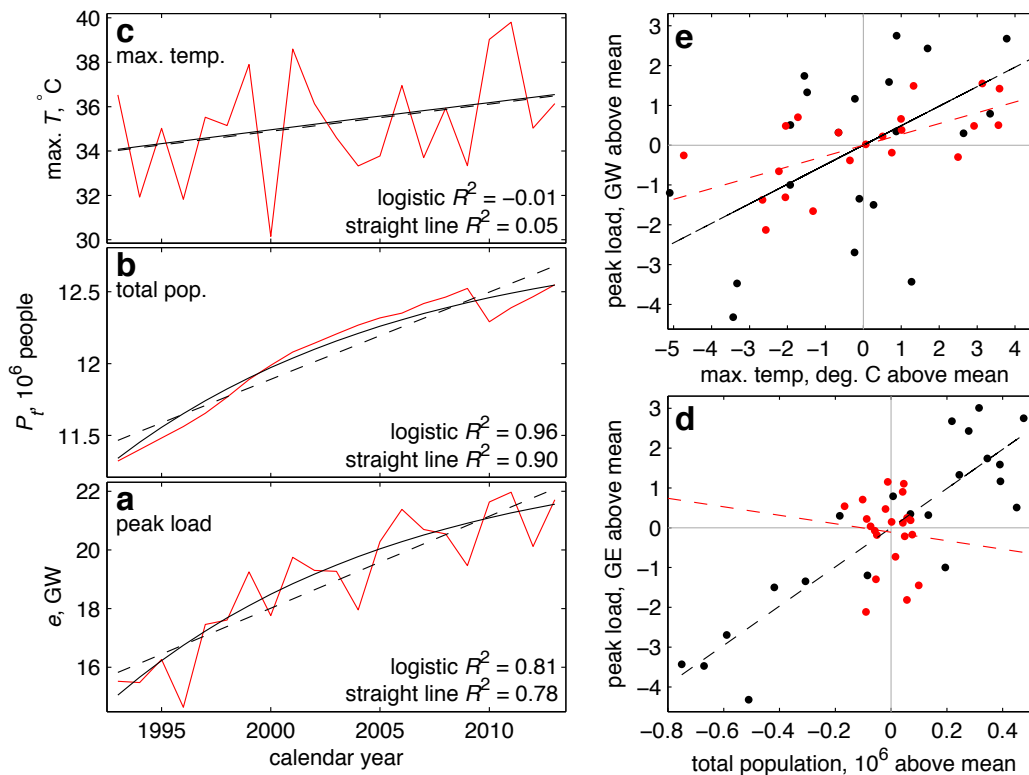 c
max. temp.
max. T, °C
40
38
36
34
32
30
logistic R² = −0.01
straight line R² = 0.05
b
total pop.
Pₜ, 10⁶ people
12.5
12
11.5
logistic R² = 0.96
straight line R² = 0.90
a
peak load
e, GW
22
20
18
16
logistic R² = 0.81
straight line R² = 0.78
1995 2000 2005 2010
calendar year
e
peak load, GW above mean
3
2
1
0
−1
−2
−3
−4
−5 −4 −3 −2 −1 0 1 2 3 4
max. temp, deg. C above mean
d
peak load, GE above mean
3
2
1
0
−1
−2
−3
−4
−0.8 −0.6 −0.4 −0.2 0 0.2 0.4
total population, 10⁶ above mean